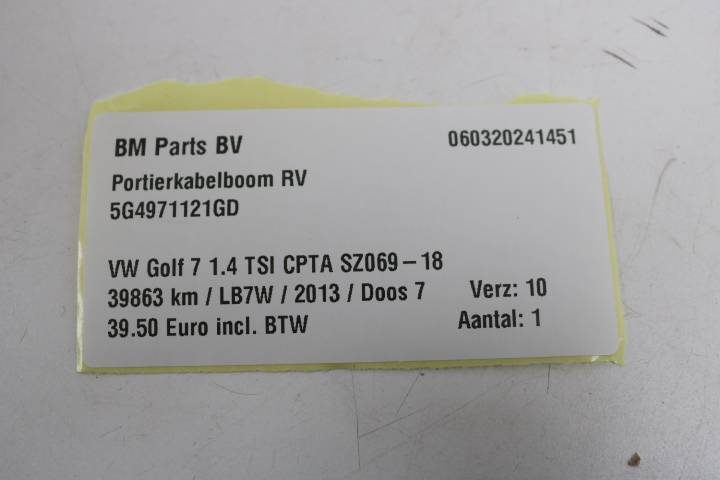 BM Parts BV 060320241451
Portierkabelboom RV
5G4971121GD
VW Golf 7 1.4 TSI CPTA SZ069-18
39863 km / LB7W / 2013 / Doos 7 Verz: 10
39.50 Euro incl. BTW Aantal: 1